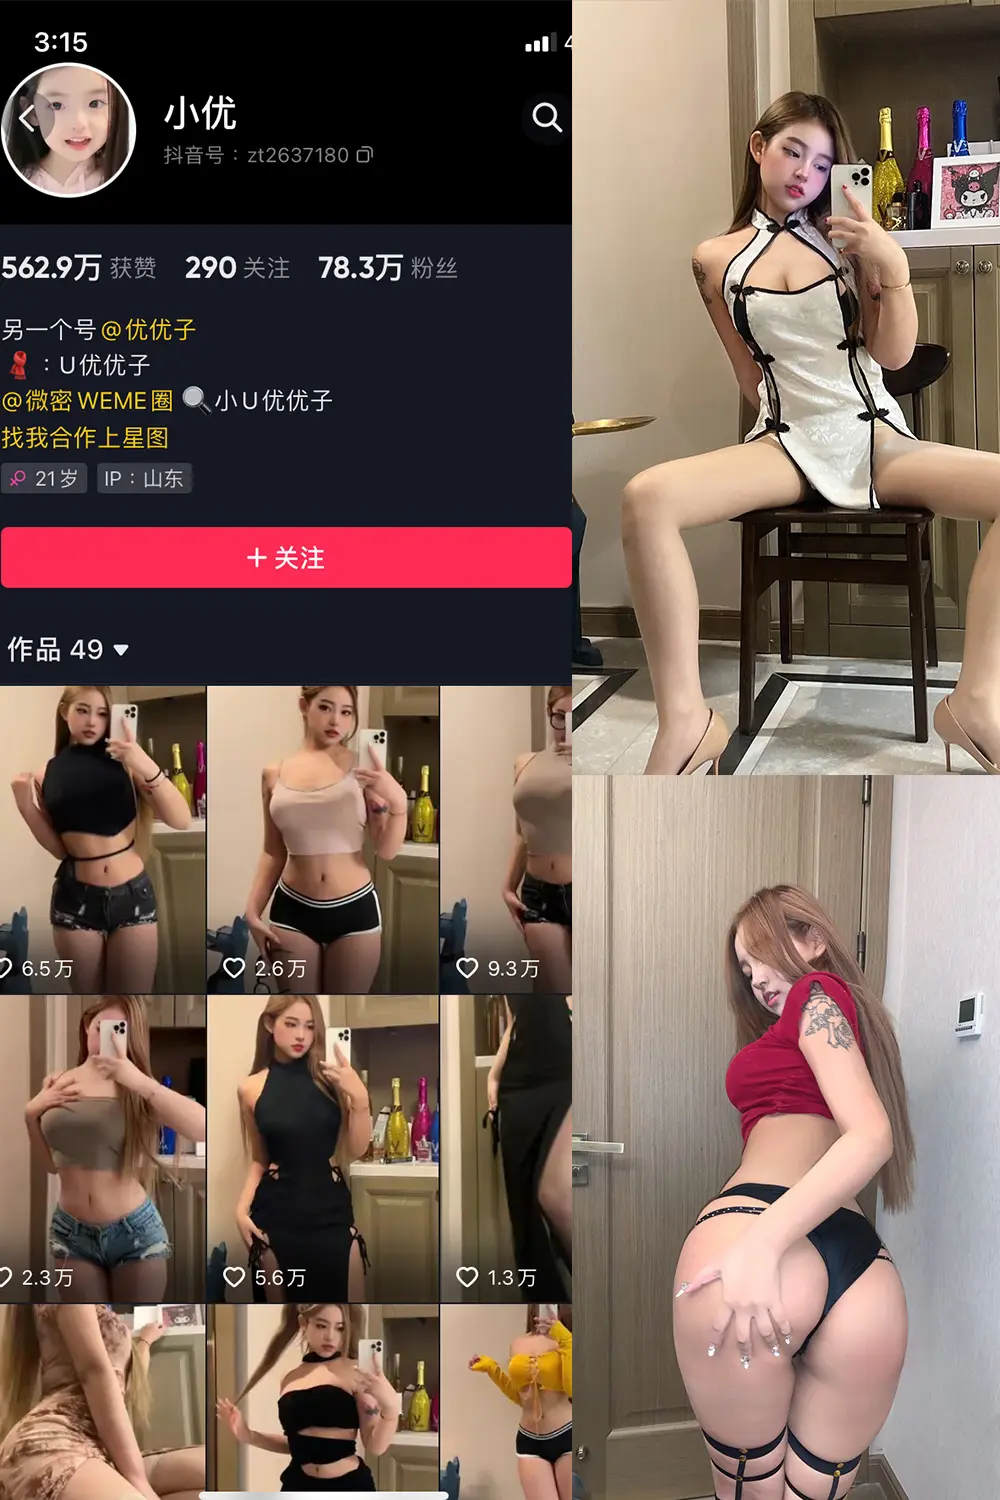 3:15
4
小优
抖音号：zt2637180
562.9万 获赞 290 关注 78.3万 粉丝
另一个号@优优子
：U优优子
@微密WEME圈 小U优优子
找我合作上星图
21岁 IP：山东
+ 关注
作品 49
6.5万 2.6万 9.3万
2.3万 5.6万 1.3万